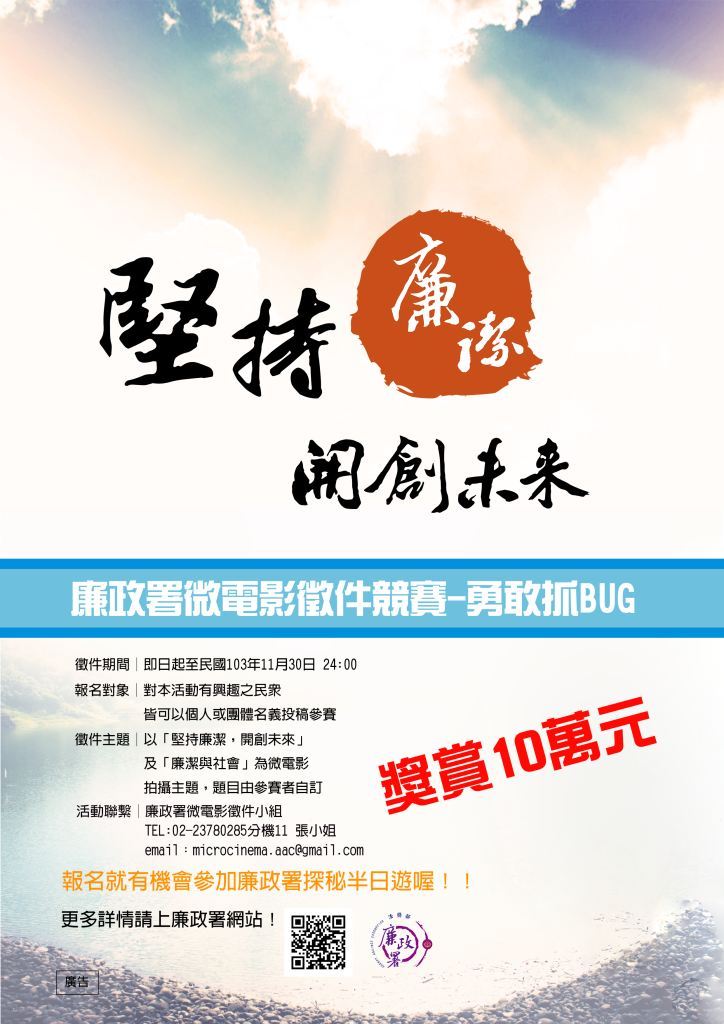 堅持廉潔
開創未来
廉政署微電影徵件競賽-勇敢抓BUG
徵件期間｜即日起至民國103年11月30日 24:00
報名對象｜對本活動有興趣之民眾
皆可以個人或團體名義投稿參賽
徵件主題｜以「堅持廉潔，開創未來」
及「廉潔與社會」為微電影
拍攝主題，題目由參賽者自訂
獎賞10萬元
活動聯繫｜廉政署微電影徵件小組
TEL:02-23780285分機11 張小姐
email：microcinema.aac@gmail.com
報名就有機會參加廉政署探秘半日遊喔！！
更多詳情請上廉政署網站！
法務部
廉政署
廣告